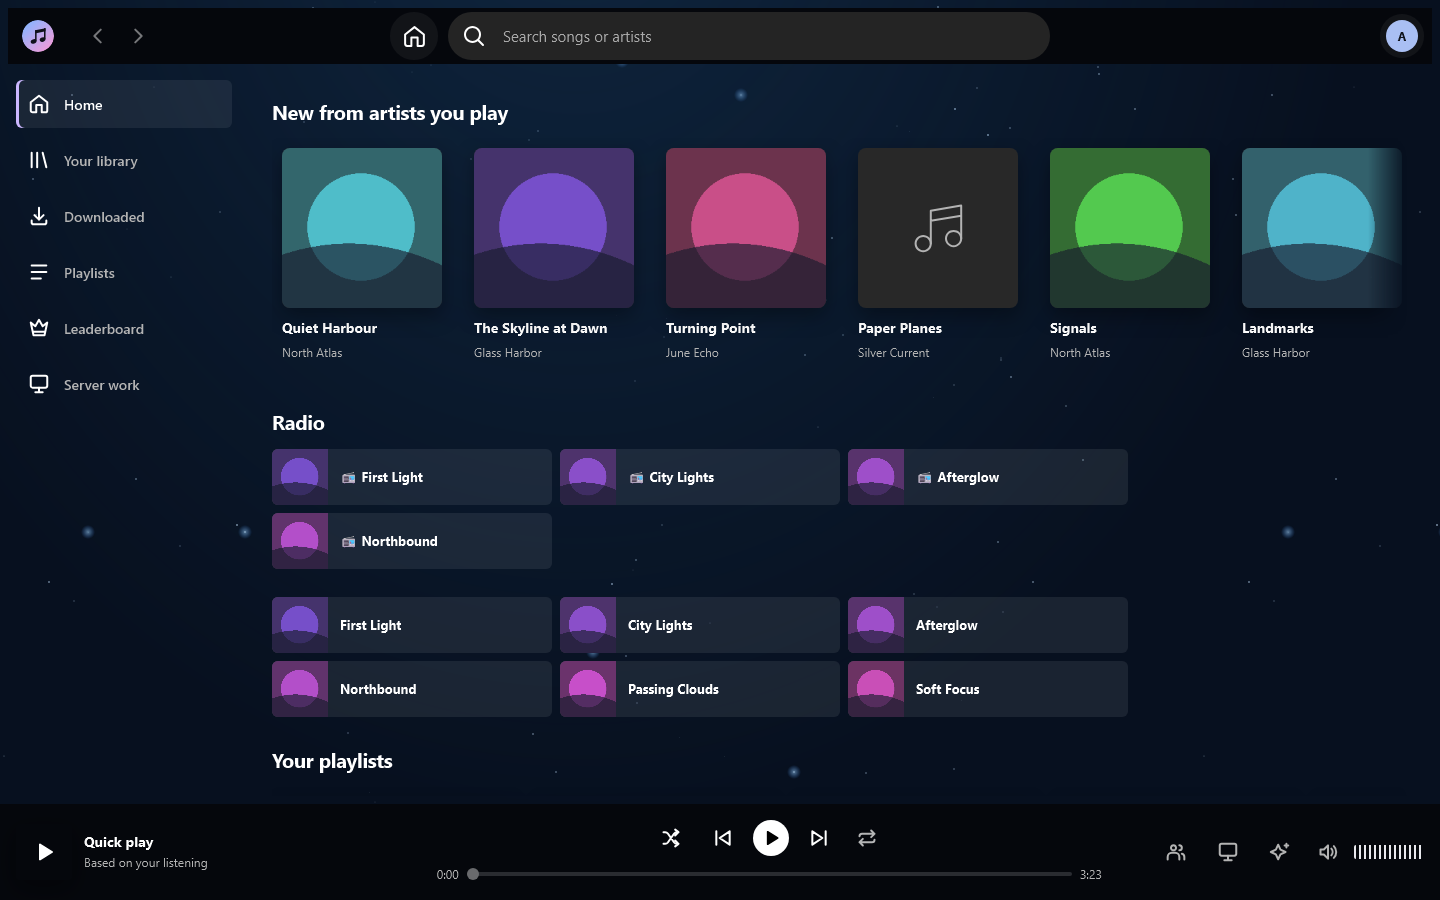 Search songs or artists
A
Home
Your library
Downloaded
Playlists
Leaderboard
Server work
New from artists you play
Quiet Harbour
North Atlas
The Skyline at Dawn
Glass Harbor
Turning Point
June Echo
Paper Planes
Silver Current
Signals
North Atlas
Landmarks
Glass Harbor
Radio
📻 First Light
📻 City Lights
📻 Afterglow
📻 Northbound
First Light
City Lights
Afterglow
Northbound
Passing Clouds
Soft Focus
Your playlists
Quick play
Based on your listening
0:00
3:23